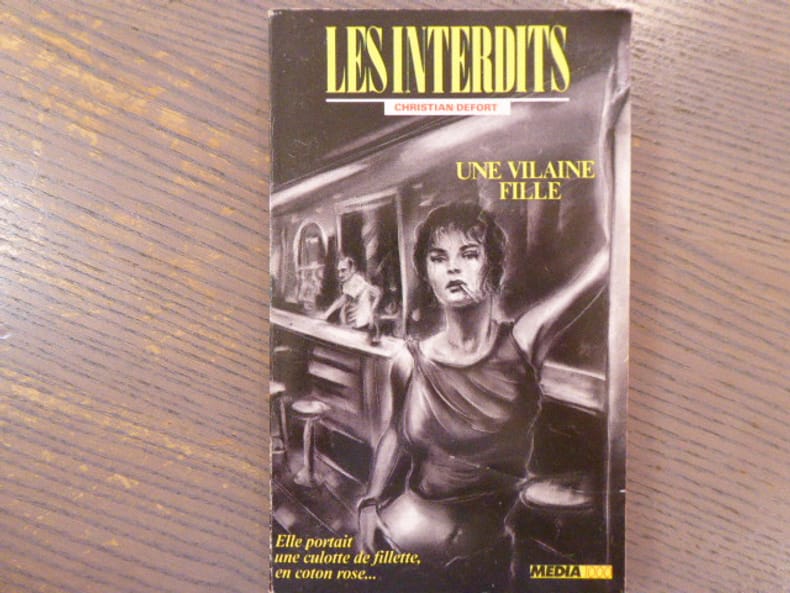 LES INTERDITS
CHRISTIAN DEFORT
UNE VILAINE
FILLE
Elle portait
une culotte de fillette,
en coton rose...
MEDIA 1000